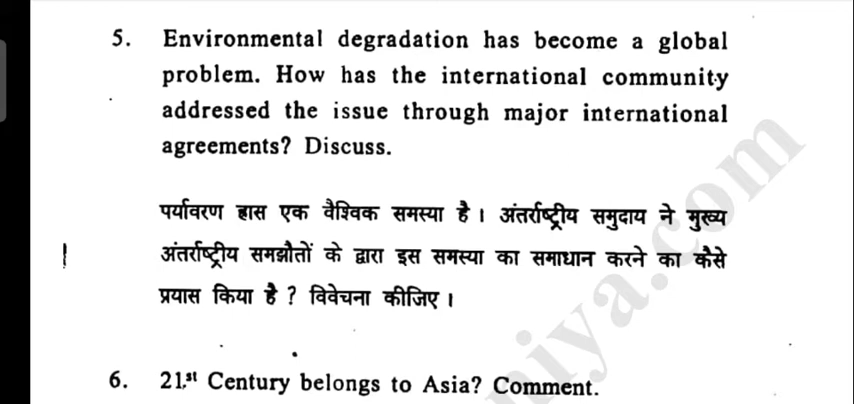 5. Environmental degradation has become a global
problem. How has the international community
addressed the issue through major international
agreements? Discuss.
पर्यावरण ह्रास एक वैश्विक समस्या है। अंतर्राष्ट्रीय समुदाय ने मुख्य
अंतर्राष्ट्रीय समझौतों के द्वारा इस समस्या का समाधान करने का कैसे
प्रयास किया है? विवेचना कीजिए।
6. 21st Century belongs to Asia? Comment.